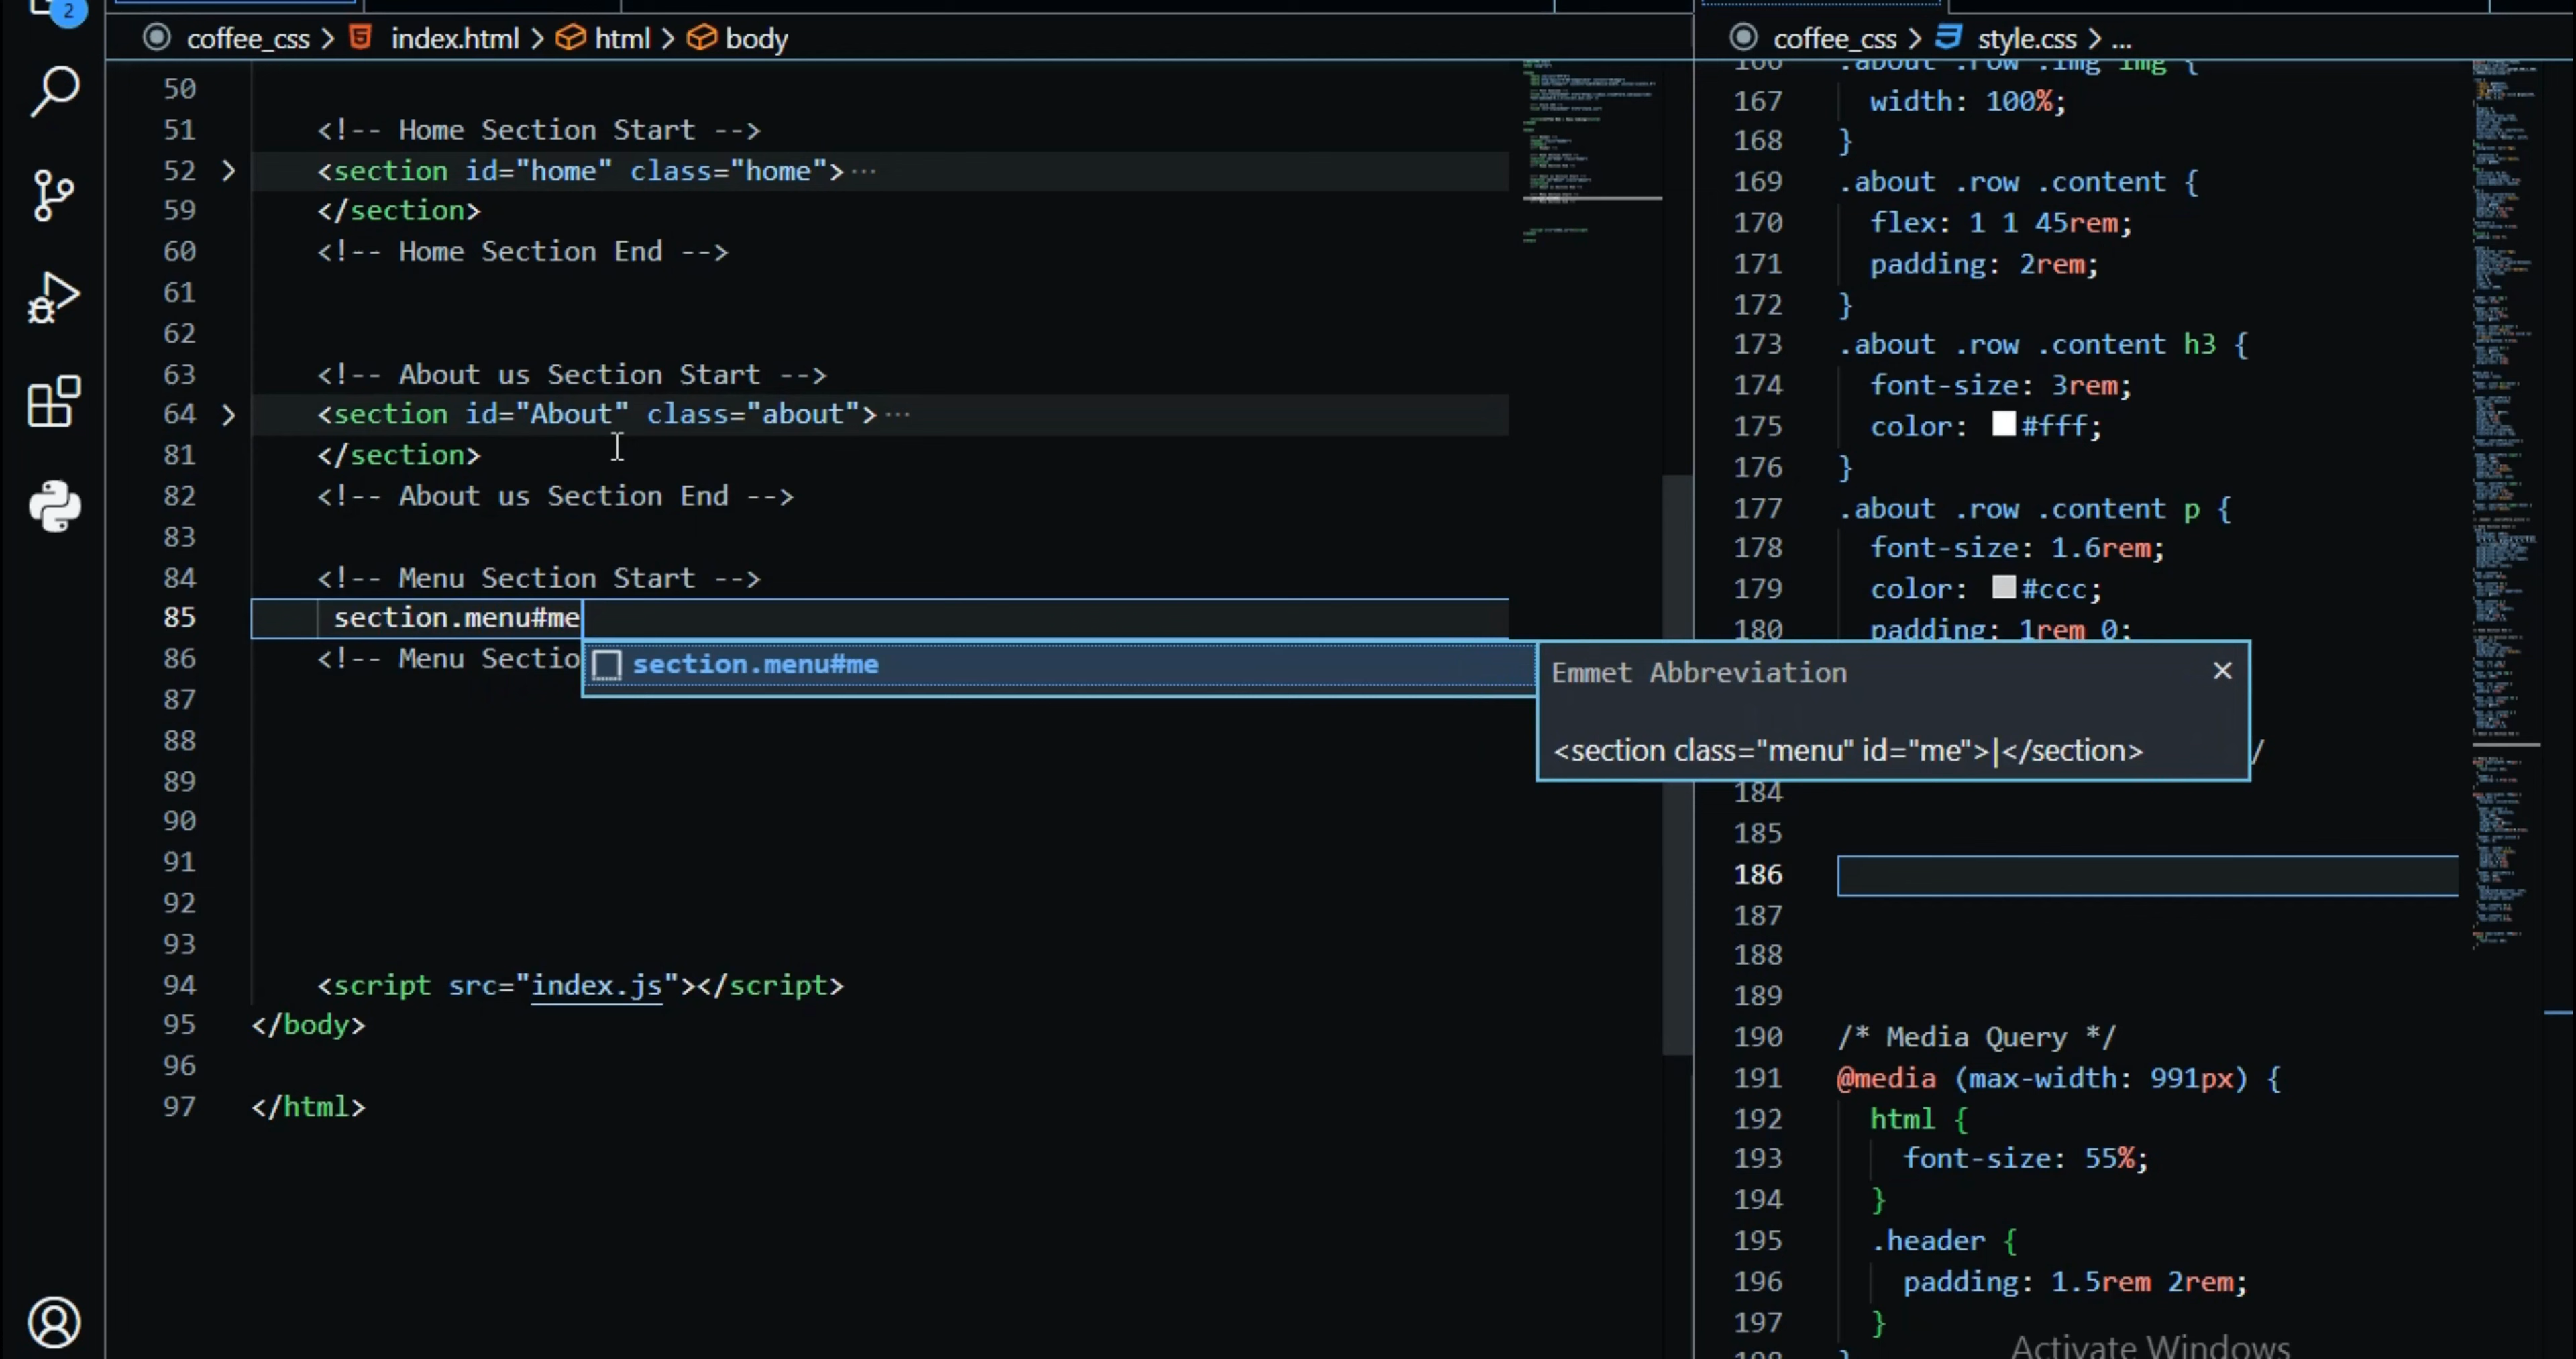 2
coffee_css > index.html > html > body
50
51 <!-- Home Section Start -->
52 > <section id="home" class="home">···
59 </section>
60 <!-- Home Section End -->
61
62
63 <!-- About us Section Start -->
64 > <section id="About" class="about">···
81 </section>
82 <!-- About us Section End -->
83
84 <!-- Menu Section Start -->
85 section.menu#me
section.menu#me
86 <!-- Menu Sectio
87
88
89
90
91
92
93
94 <script src="index.js"></script>
95 </body>
96
97 </html>
coffee_css > style.css > ...
166 .about .row .img img {
167 width: 100%;
168 }
169 .about .row .content {
170 flex: 1 1 45rem;
171 padding: 2rem;
172 }
173 .about .row .content h3 {
174 font-size: 3rem;
175 color: #fff;
176 }
177 .about .row .content p {
178 font-size: 1.6rem;
179 color: #ccc;
180 padding: 1rem 0;
Emmet Abbreviation
<section class="menu" id="me">|</section>
/
184
185
186
187
188
189
190 /* Media Query */
191 @media (max-width: 991px) {
192 html {
193 font-size: 55%;
194 }
195 .header {
196 padding: 1.5rem 2rem;
197 }
198 }
Activate Windows